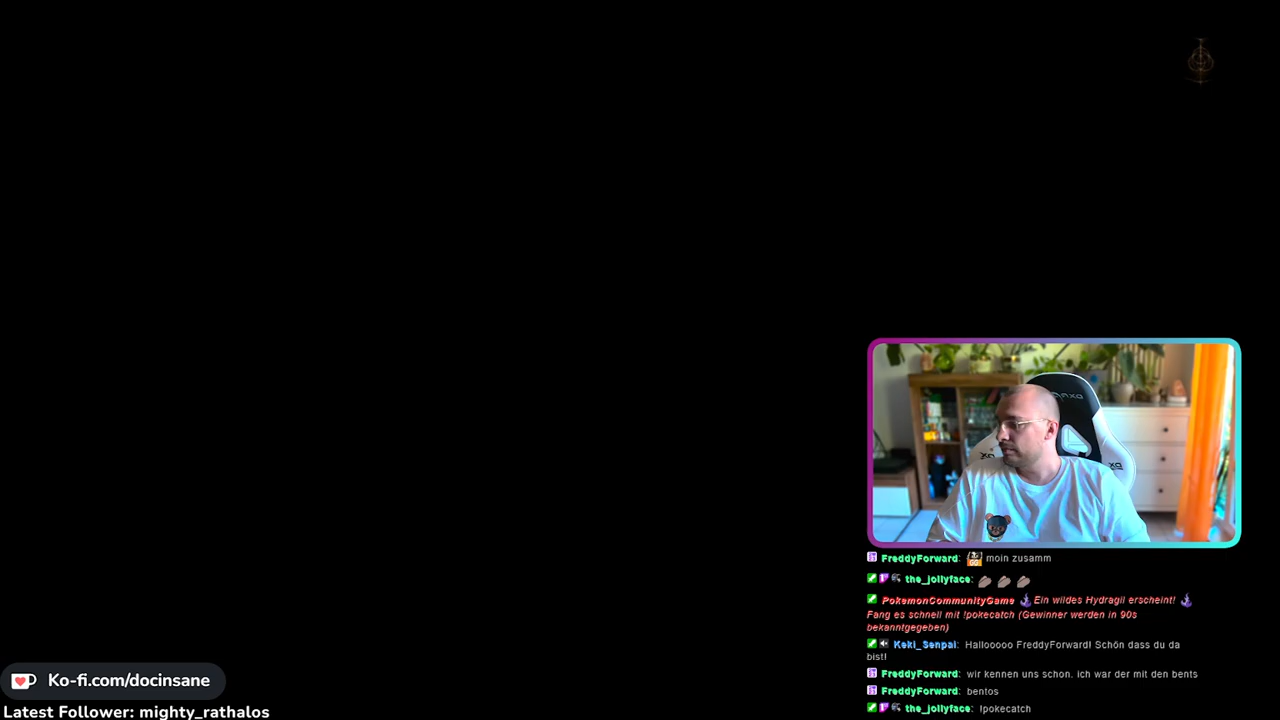 FreddyForward: moin zusamm
the_jollyface:
PokemonCommunityGame Ein wildes Hydragil erscheint!
Fang es schnell mit !pokecatch (Gewinner werden in 90s
bekanntgegeben)
Keki_Senpai: Hallooooo FreddyForward! Schön dass du da
bist!
FreddyForward: wir kennen uns schon. ich war der mit den bents
FreddyForward: bentos
the_jollyface: !pokecatch
Ko-fi.com/docinsane
Latest Follower: mighty_rathalos